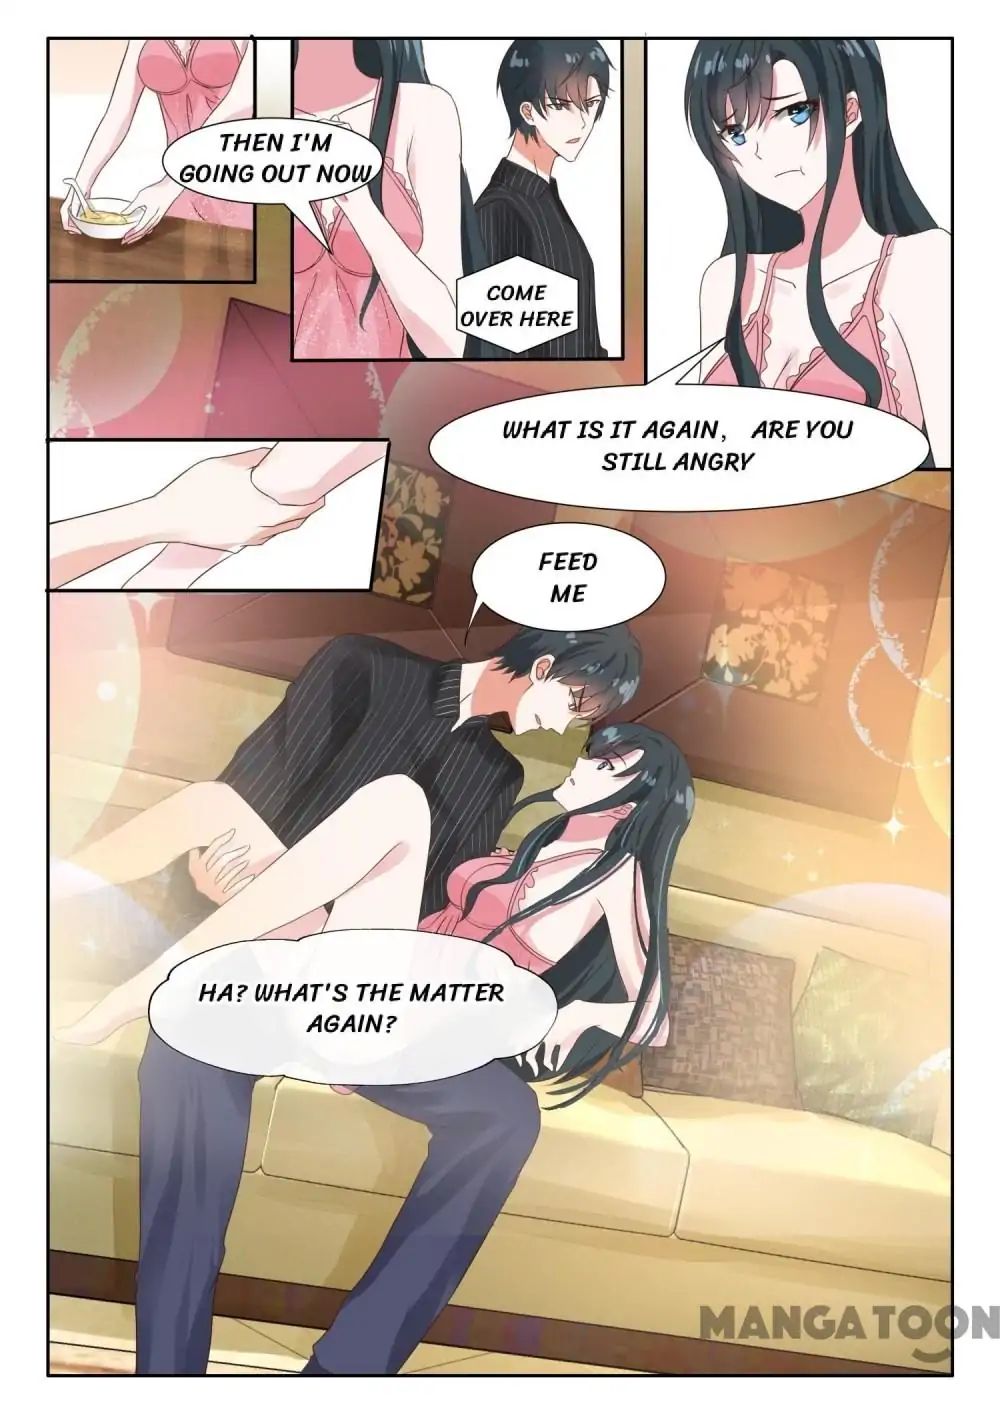 THEN I'M
GOING OUT NOW
COME
OVER HERE
WHAT IS IT AGAIN, ARE YOU
STILL ANGRY
FEED
ME
HA? WHAT'S THE MATTER
AGAIN?
MANGATOON